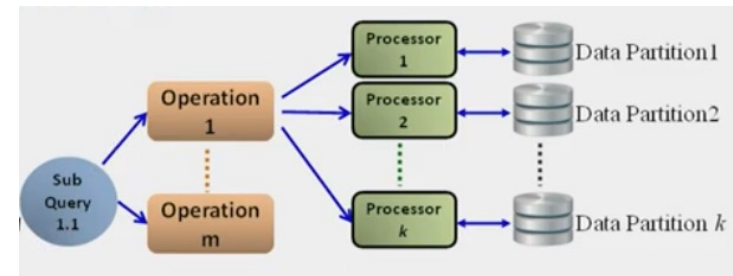 Sub
Query
1.1
Operation
1
Operation
m
Processor
1
Processor
2
Processor
k
Data Partition1
Data Partition2
Data Partition k